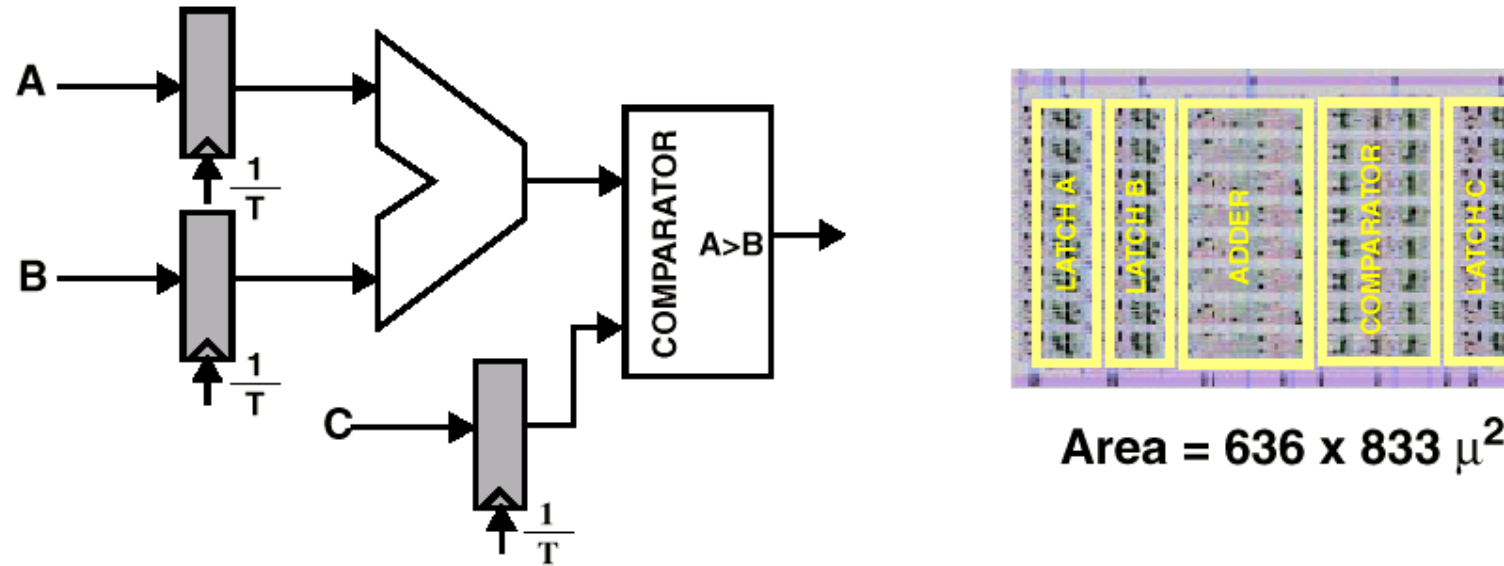 A
1
T
B
1
T
C
1
T
COMPARATOR
A>B
LATCH A
LATCH B
ADDER
COMPARATOR
LATCH C
Area = 636 x 833 μ²